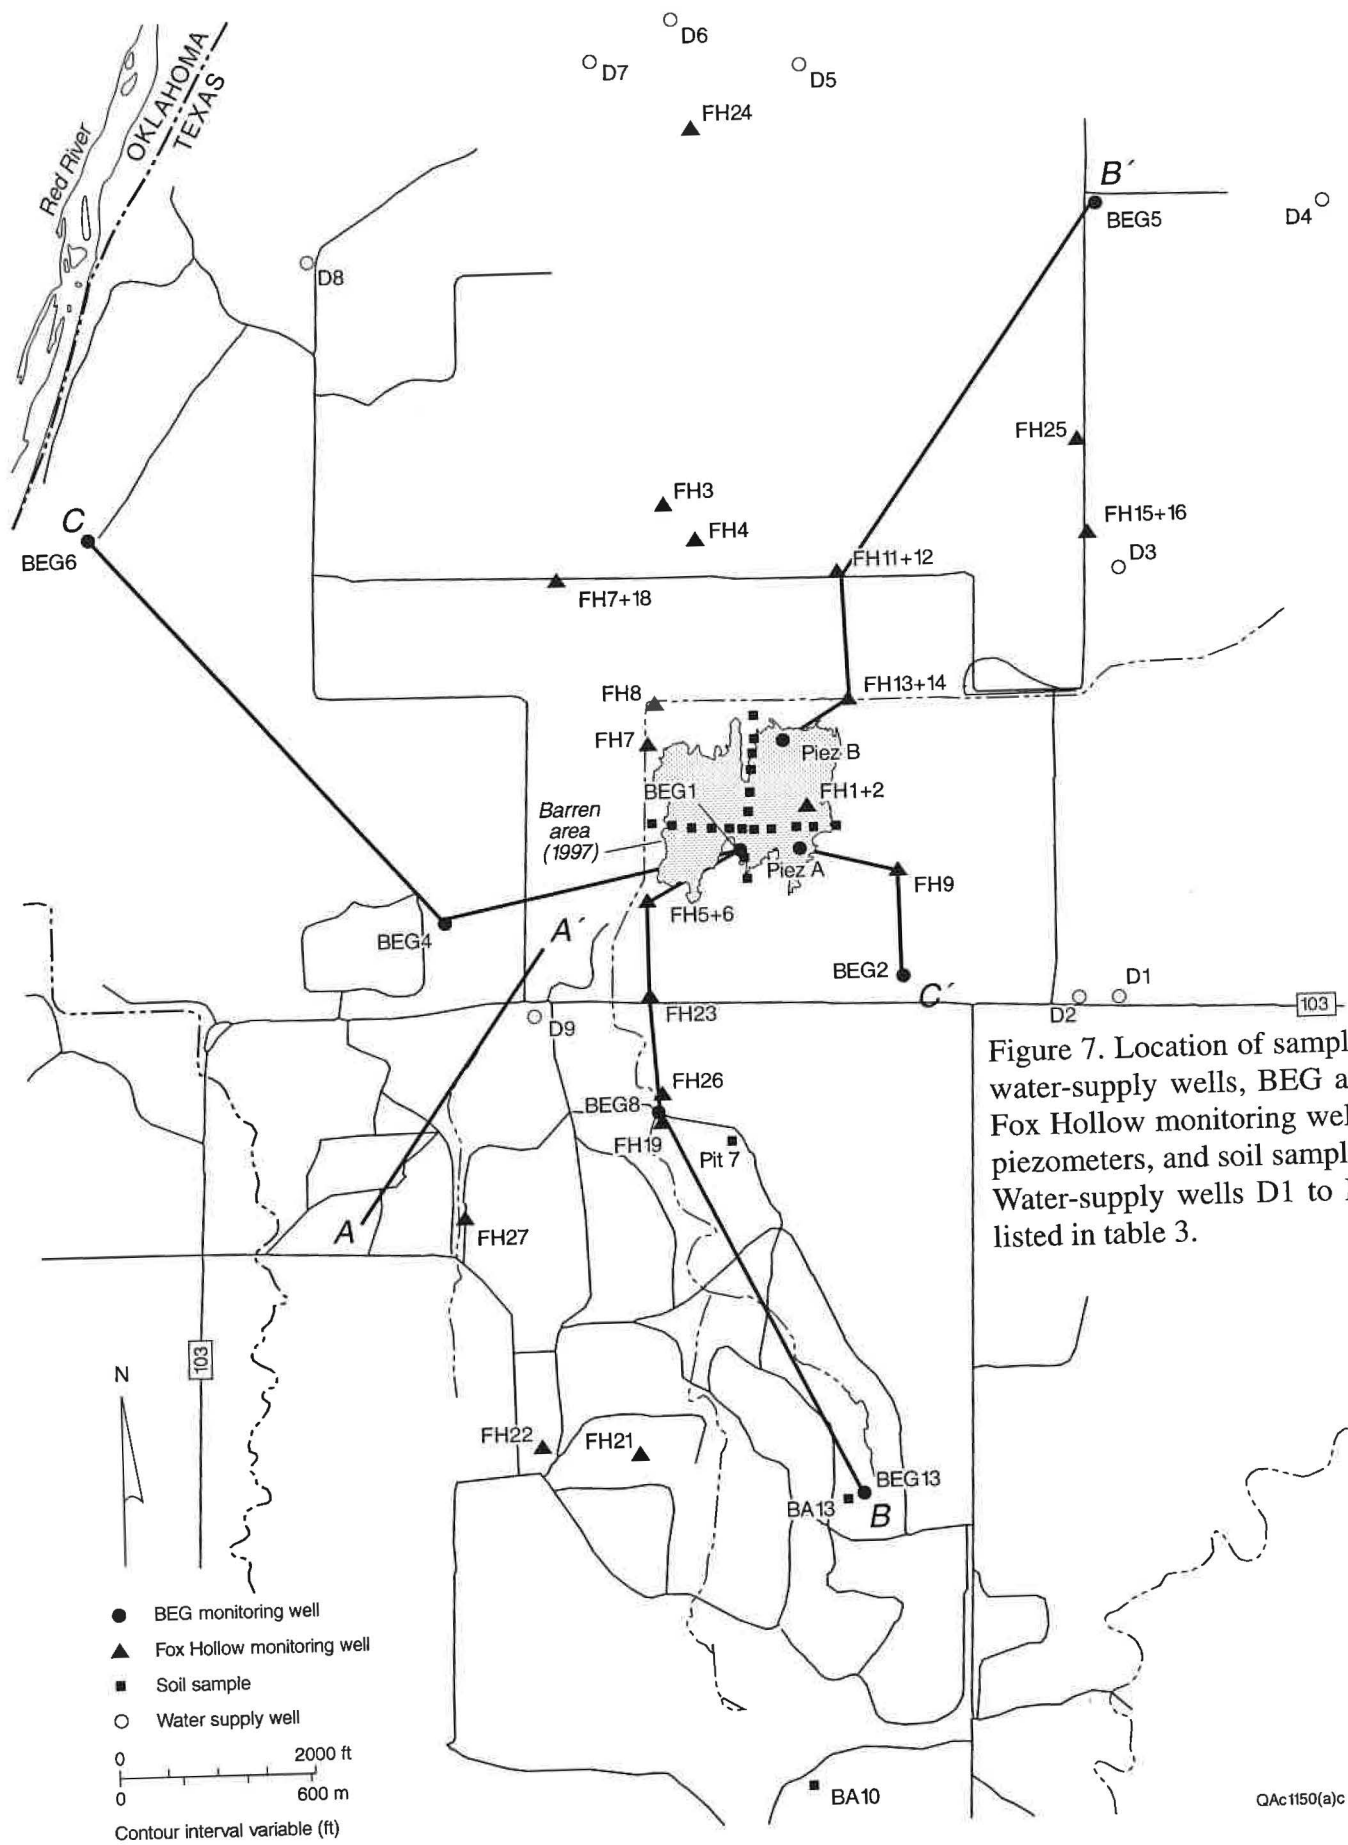 D6
D7
D5
FH24
OKLAHOMA
TEXAS
Red River
B´
BEG5
D4
D8
FH25
FH3
FH4
FH15+16
D3
C
BEG6
FH11+12
FH7+18
FH13+14
FH8
FH7
Piez B
BEG1
FH1+2
Barren
area
(1997)
Piez A
FH9
FH5+6
BEG4
A´
BEG2
C´
D1
D2
103
D9
FH23
Figure 7. Location of sampl
water-supply wells, BEG a
Fox Hollow monitoring wel
piezometers, and soil sampl
Water-supply wells D1 to
listed in table 3.
FH26
BEG8
FH19
Pit 7
A
FH27
103
N
FH22
FH21
BEG13
BA13
B
BEG monitoring well
Fox Hollow monitoring well
Soil sample
Water supply well
0 2000 ft
0 600 m
Contour interval variable (ft)
BA10
QAc1150(a)c